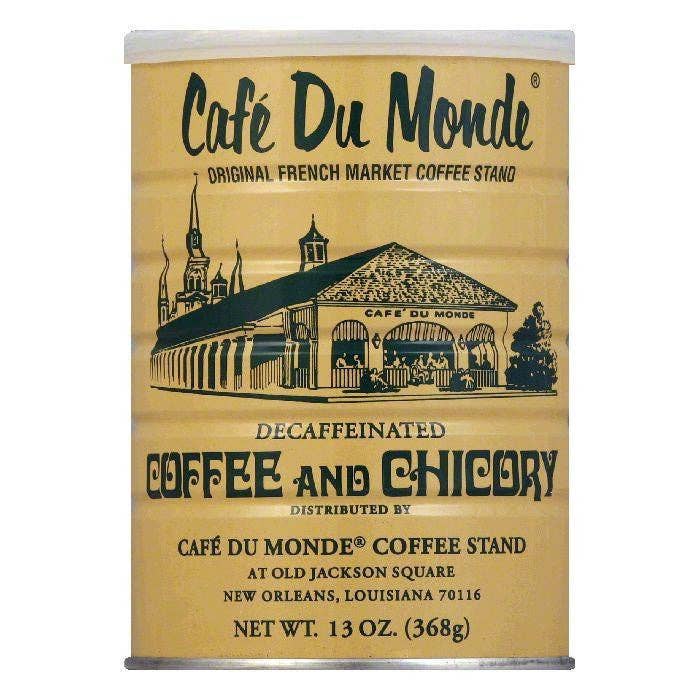 Café Du Monde®
ORIGINAL FRENCH MARKET COFFEE STAND
CAFÉ DU MONDE
DECAFFEINATED
COFFEE AND CHICORY
DISTRIBUTED BY
CAFÉ DU MONDE® COFFEE STAND
AT OLD JACKSON SQUARE
NEW ORLEANS, LOUISIANA 70116
NET WT. 13 OZ. (368g)